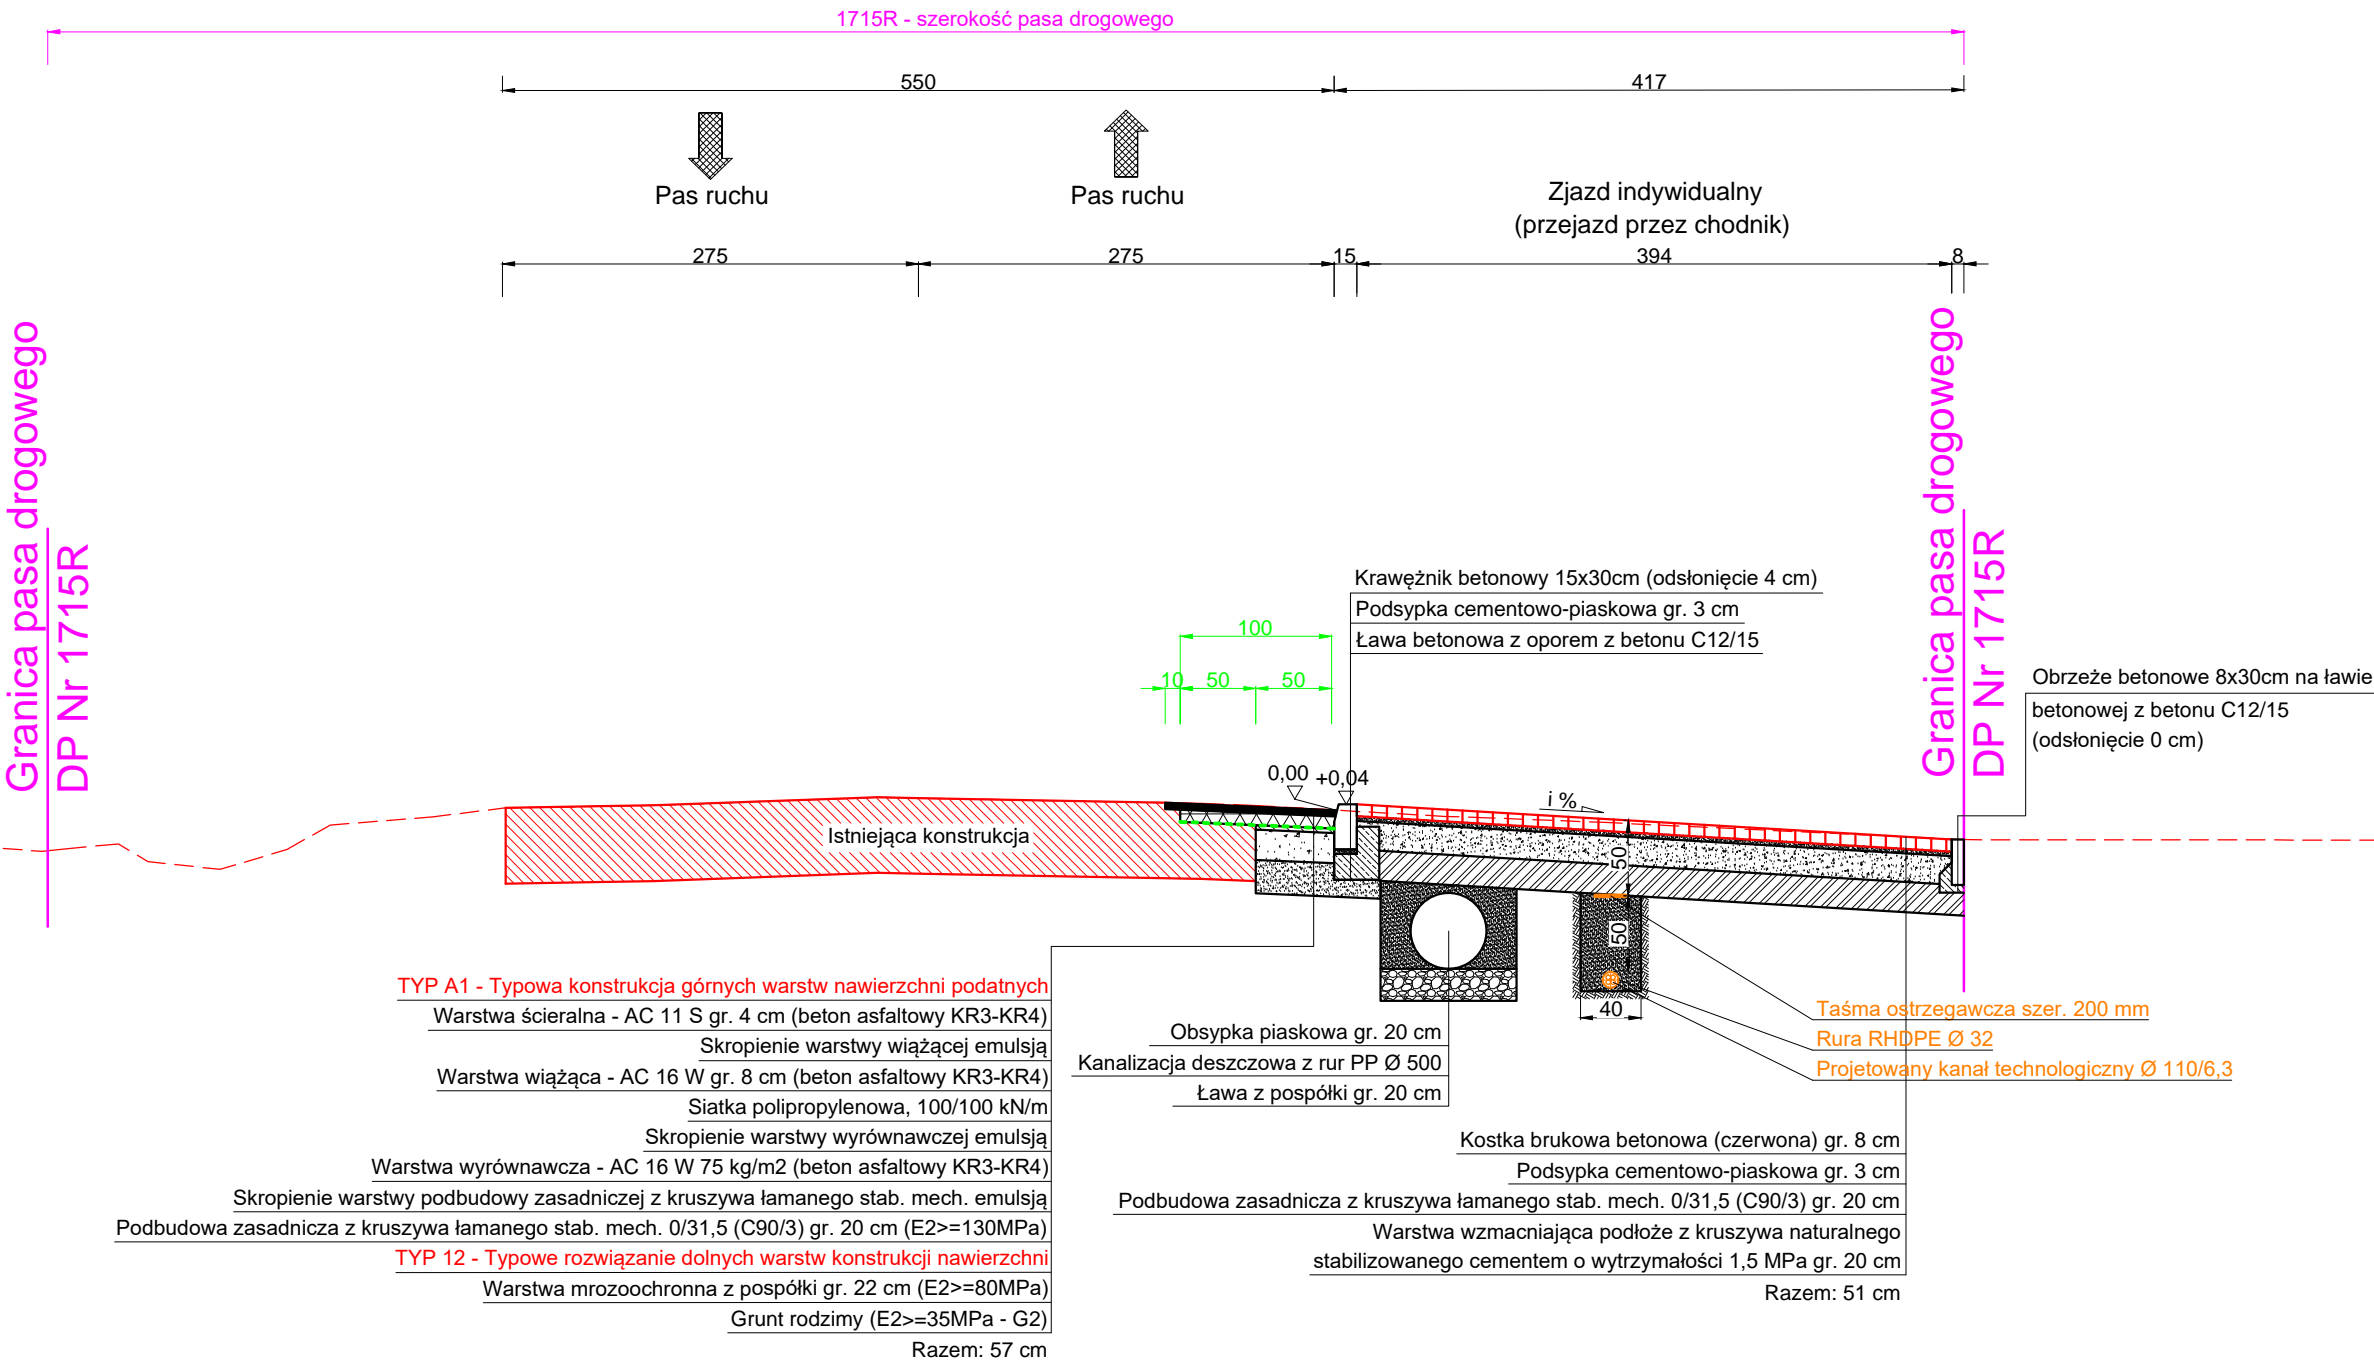 1715R - szerokość pasa drogowego
550
417
Pas ruchu
Pas ruchu
Zjazd indywidualny
(przejazd przez chodnik)
275
275
15
394
8
Granica pasa drogowego
DP Nr 1715R
Granica pasa drogowego
DP Nr 1715R
Krawężnik betonowy 15x30cm (odsłonięcie 4 cm)
Podsypka cementowo-piaskowa gr. 3 cm
Ława betonowa z oporem z betonu C12/15
100
10
50
50
Obrzeże betonowe 8x30cm na ławie
betonowej z betonu C12/15
(odsłonięcie 0 cm)
0,00
+0,04
i %
Istniejąca konstrukcja
50
50
40
TYP A1 - Typowa konstrukcja górnych warstw nawierzchni podatnych
Warstwa ścieralna - AC 11 S gr. 4 cm (beton asfaltowy KR3-KR4)
Skropienie warstwy wiążącej emulsją
Warstwa wiążąca - AC 16 W gr. 8 cm (beton asfaltowy KR3-KR4)
Siatka polipropylenowa, 100/100 kN/m
Skropienie warstwy wyrównawczej emulsją
Warstwa wyrównawcza - AC 16 W 75 kg/m2 (beton asfaltowy KR3-KR4)
Skropienie warstwy podbudowy zasadniczej z kruszywa łamanego stab. mech. emulsją
Podbudowa zasadnicza z kruszywa łamanego stab. mech. 0/31,5 (C90/3) gr. 20 cm (E2>=130MPa)
TYP 12 - Typowe rozwiązanie dolnych warstw konstrukcji nawierzchni
Warstwa mrozoochronna z pospółki gr. 22 cm (E2>=80MPa)
Grunt rodzimy (E2>=35MPa - G2)
Razem: 57 cm
Obsypka piaskowa gr. 20 cm
Kanalizacja deszczowa z rur PP Ø 500
Ława z pospółki gr. 20 cm
Taśma ostrzegawcza szer. 200 mm
Rura RHDPE Ø 32
Projetowany kanał technologiczny Ø 110/6,3
Kostka brukowa betonowa (czerwona) gr. 8 cm
Podsypka cementowo-piaskowa gr. 3 cm
Podbudowa zasadnicza z kruszywa łamanego stab. mech. 0/31,5 (C90/3) gr. 20 cm
Warstwa wzmacniająca podłoże z kruszywa naturalnego
stabilizowanego cementem o wytrzymałości 1,5 MPa gr. 20 cm
Razem: 51 cm